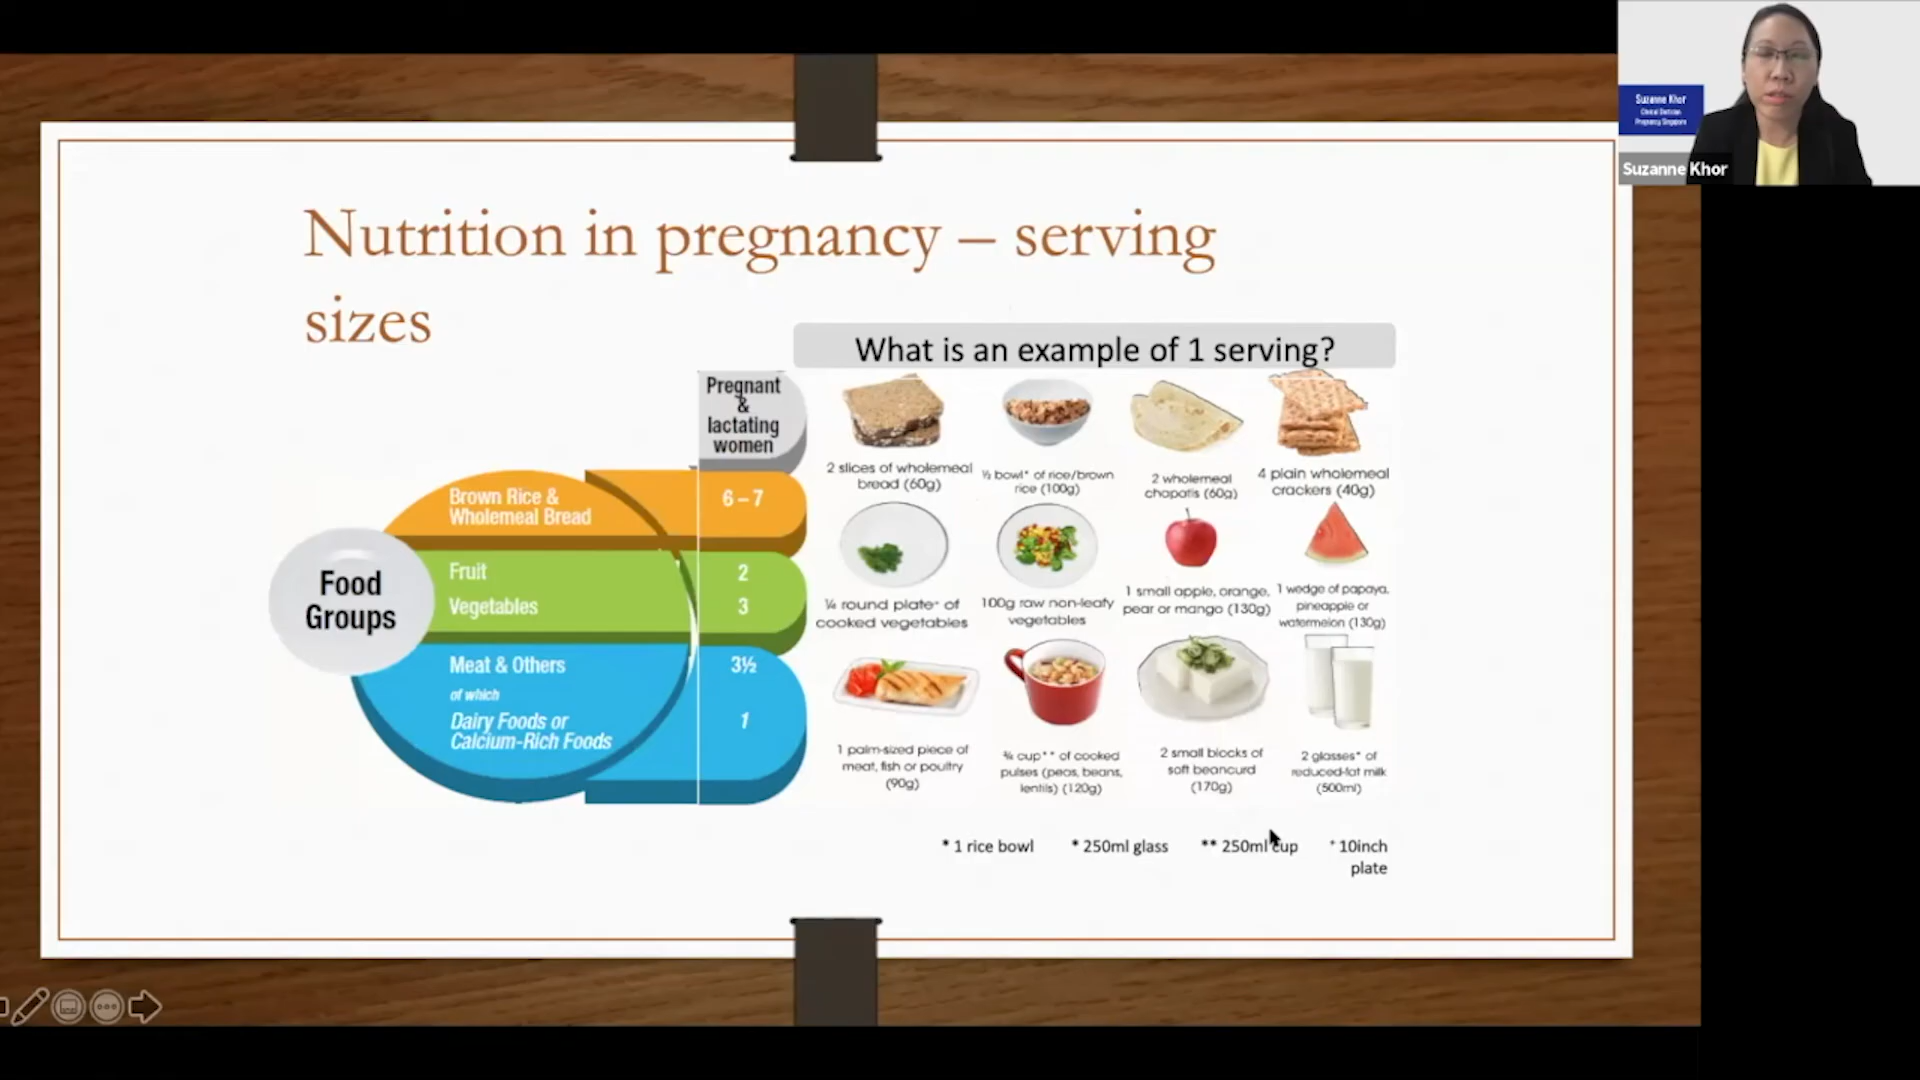 Suzanne Khor
Clinical Dietitian
Pregnancy Singapore
Suzanne Khor
Nutrition in pregnancy – serving
sizes
What is an example of 1 serving?
Pregnant
&
lactating
women
Food
Groups
Brown Rice &
Wholemeal Bread
6 – 7
Fruit
2
Vegetables
3
Meat & Others
3½
of which
Dairy Foods or
Calcium-Rich Foods
1
2 slices of wholemeal
bread (60g)
½ bowl* of rice/brown
rice (100g)
2 wholemeal
chapatis (60g)
4 plain wholemeal
crackers (40g)
¼ round plate+ of
cooked vegetables
100g raw non-leafy
vegetables
1 small apple, orange,
pear or mango (130g)
1 wedge of papaya,
pineapple or
watermelon (130g)
1 palm-sized piece of
meat, fish or poultry
(90g)
¾ cup** of cooked
pulses (peas, beans,
lentils) (120g)
2 small blocks of
soft beancurd
(170g)
2 glasses* of
reduced-fat milk
(500ml)
* 1 rice bowl
* 250ml glass
** 250ml cup
+ 10inch
plate